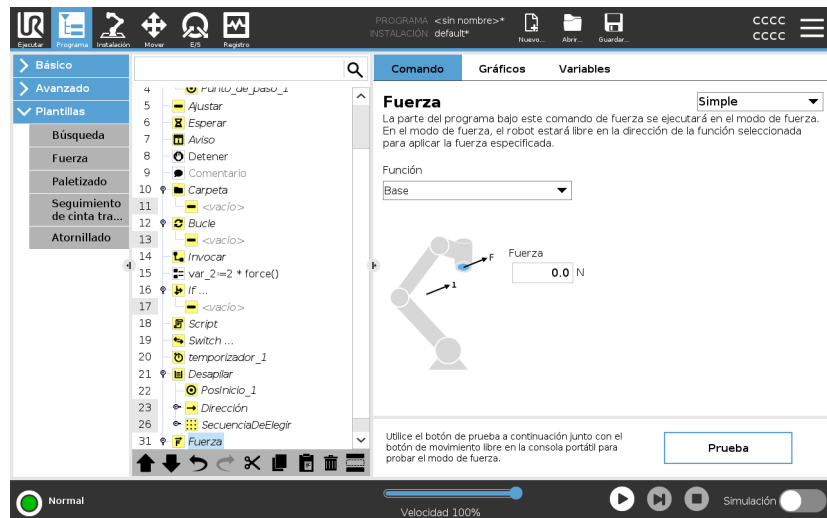 PROGRAMA <sin nombre>*
INSTALACIÓN default*
Ejecutar
Programa
Instalación
Mover
E/S
Registro
Nuevo...
Abrir...
Guardar...
CCCC
CCCC
Básico
Avanzado
Plantillas
Búsqueda
Fuerza
Paletizado
Seguimiento
de cinta tra...
Atornillado
4 Punto_de_paso_1
5 Ajustar
6 Esperar
7 Aviso
8 Detener
9 Comentario
10 Carpeta
11 <vacío>
12 Bucle
13 <vacío>
14 Invocar
15 var_2:=2 * force()
16 If ...
17 <vacío>
18 Script
19 Switch ...
20 temporizador_1
21 Desapilar
22 PosInicio_1
23 Dirección
26 SecuenciaDeElegir
31 Fuerza
Comando
Gráficos
Variables
Fuerza
Simple
La parte del programa bajo este comando de fuerza se ejecutará en el modo de fuerza.
En el modo de fuerza, el robot estará libre en la dirección de la función seleccionada
para aplicar la fuerza especificada.
Función
Base
F
1
Fuerza
0.0 N
Utilice el botón de prueba a continuación junto con el
botón de movimiento libre en la consola portátil para
probar el modo de fuerza.
Prueba
Normal
Velocidad 100%
Simulación